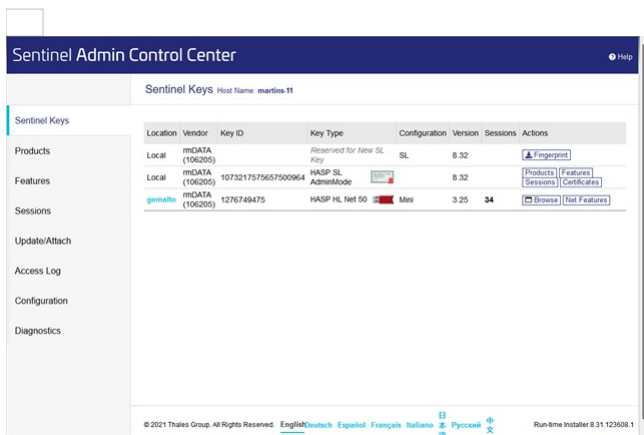 Sentinel Admin Control Center
Help
Sentinel Keys Host Name: martins-11
Sentinel Keys
Products
Features
Sessions
Update/Attach
Access Log
Configuration
Diagnostics
Location Vendor Key ID Key Type Configuration Version Sessions Actions
Local rmDATA (106205) Reserved for New SL Key SL 8.32 Fingerprint
Local rmDATA (106205) 1073217575657500964 HASP SL AdminMode 8.32 Products Features Sessions Certificates
gemalto rmDATA (106205) 1276749475 HASP HL Net 50 Mini 3.25 34 Browse Net Features
© 2021 Thales Group. All Rights Reserved. English Deutsch Español Français Italiano 日本語 Русский 中文 Run-time Installer 8.31.123608.1